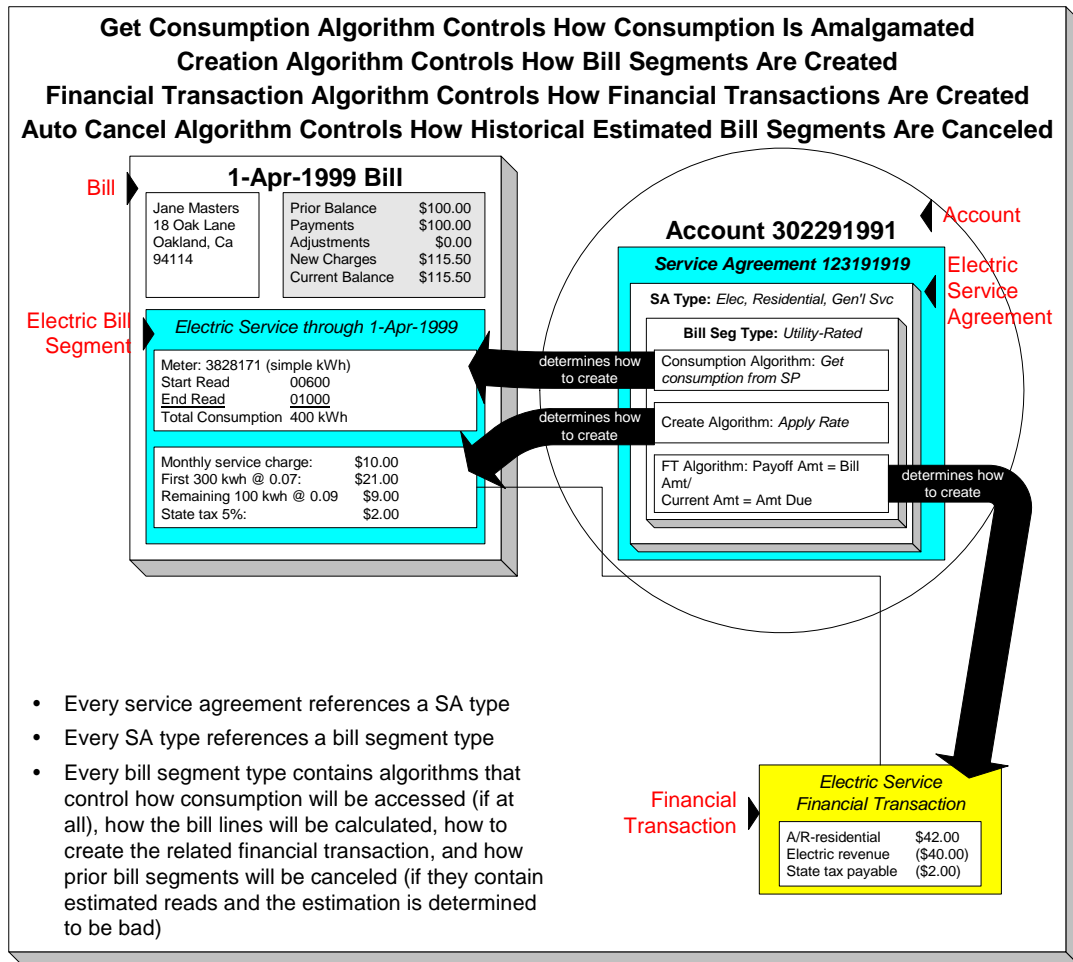 Get Consumption Algorithm Controls How Consumption Is Amalgamated
Creation Algorithm Controls How Bill Segments Are Created
Financial Transaction Algorithm Controls How Financial Transactions Are Created
Auto Cancel Algorithm Controls How Historical Estimated Bill Segments Are Canceled
Bill
1-Apr-1999 Bill
Jane Masters
18 Oak Lane
Oakland, Ca
94114
Prior Balance $100.00
Payments $100.00
Adjustments $0.00
New Charges $115.50
Current Balance $115.50
Electric Bill
Segment
Electric Service through 1-Apr-1999
Meter: 3828171 (simple kWh)
Start Read 00600
End Read 01000
Total Consumption 400 kWh
Monthly service charge: $10.00
First 300 kwh @ 0.07: $21.00
Remaining 100 kwh @ 0.09 $9.00
State tax 5%: $2.00
Account
Account 302291991
Service Agreement 123191919
Electric
Service
Agreement
SA Type: Elec, Residential, Gen'l Svc
Bill Seg Type: Utility-Rated
determines how
to create
Consumption Algorithm: Get
consumption from SP
determines how
to create
Create Algorithm: Apply Rate
FT Algorithm: Payoff Amt = Bill
Amt/
Current Amt = Amt Due
determines how
to create
• Every service agreement references a SA type
• Every SA type references a bill segment type
• Every bill segment type contains algorithms that
control how consumption will be accessed (if at
all), how the bill lines will be calculated, how to
create the related financial transaction, and how
prior bill segments will be canceled (if they contain
estimated reads and the estimation is determined
to be bad)
Financial
Transaction
Electric Service
Financial Transaction
A/R-residential $42.00
Electric revenue ($40.00)
State tax payable ($2.00)